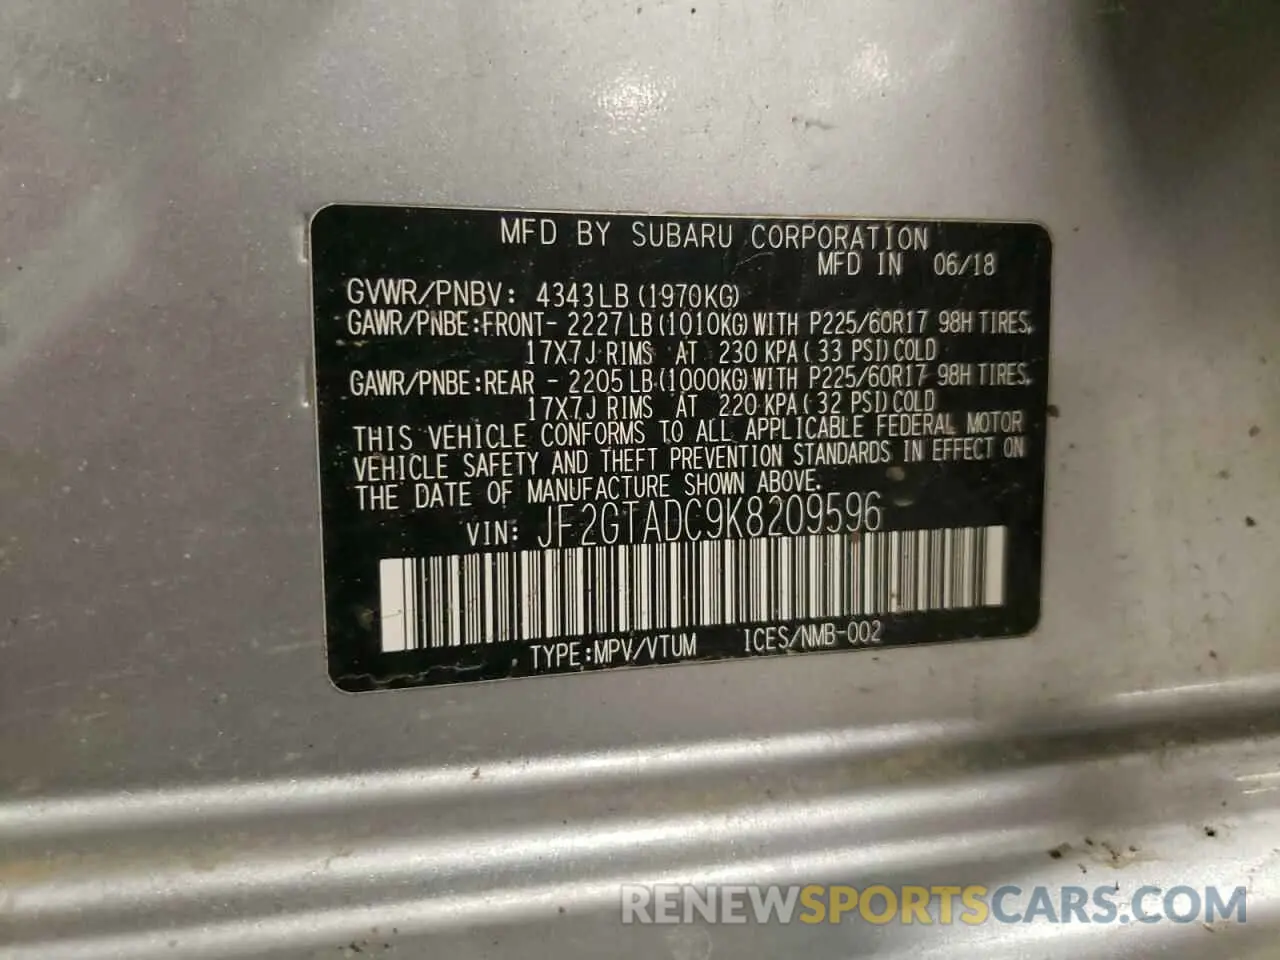 MFD BY SUBARU CORPORATION
MFD IN 06/18
GVWR/PNBV: 4343LB(1970KG)
GAWR/PNBE:FRONT- 2227LB(1010KG)WITH P225/60R17 98H TIRES,
17X7J RIMS AT 230 KPA(33 PSI)COLD
GAWR/PNBE:REAR - 2205LB(1000KG)WITH P225/60R17 98H TIRES,
17X7J RIMS AT 220 KPA(32 PSI)COLD
THIS VEHICLE CONFORMS TO ALL APPLICABLE FEDERAL MOTOR
VEHICLE SAFETY AND THEFT PREVENTION STANDARDS IN EFFECT ON
THE DATE OF MANUFACTURE SHOWN ABOVE.
VIN: JF2GTADC9K8209596
TYPE:MPV/VTUM ICES/NMB-002
RENEWSPORTSCARS.COM